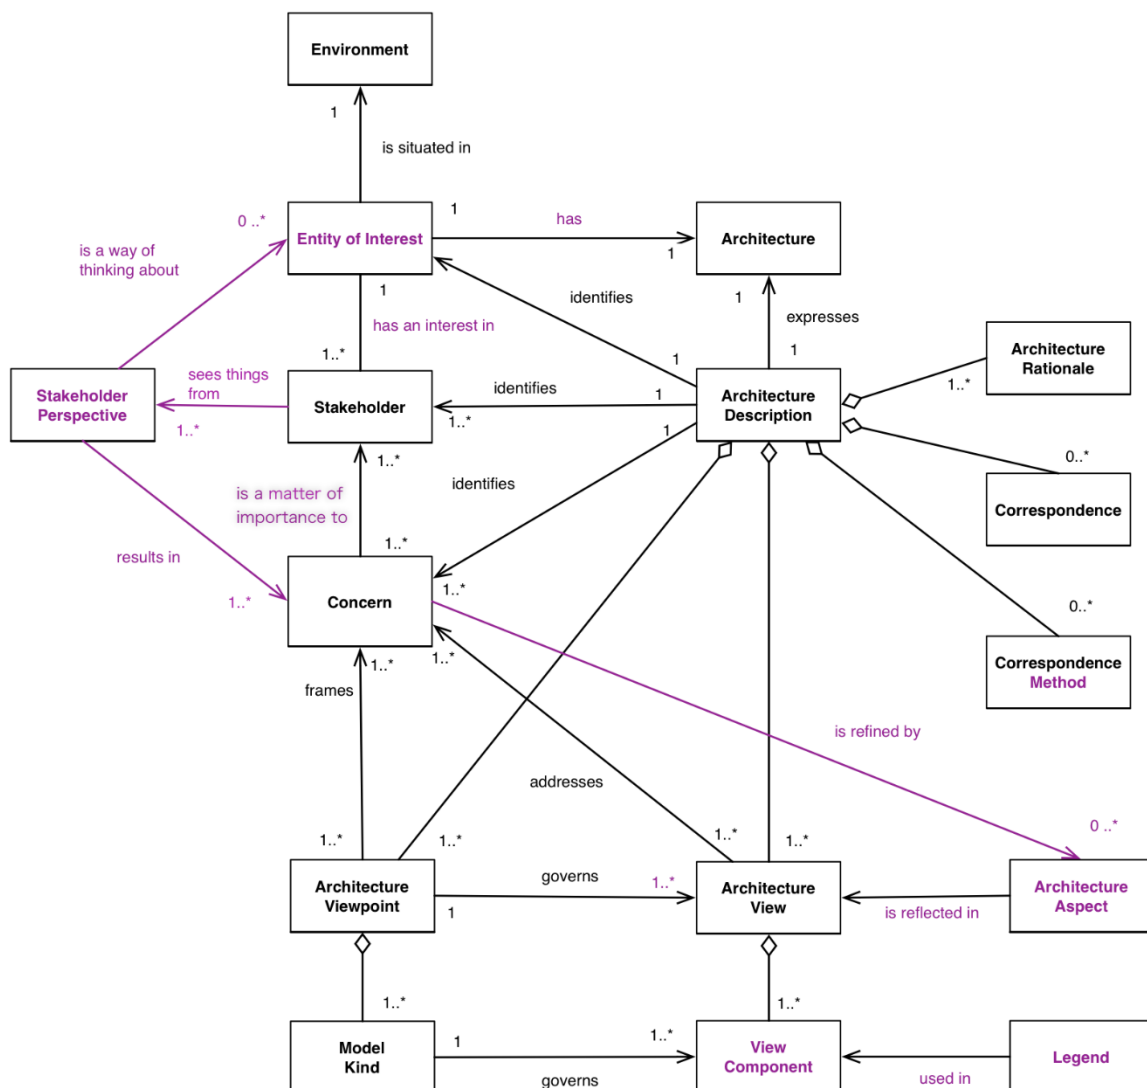 Environment
1
is situated in
0 ..*
Entity of Interest
1
has
1
Architecture
is a way of
thinking about
1
identifies
1
has an interest in
expresses
1..*
1
1
Architecture
Rationale
1..*
sees things
from
Stakeholder
Perspective
1..*
Stakeholder
identifies
1..*
1
Architecture
Description
1
1..*
is a matter of
importance to
identifies
0..*
Correspondence
results in
1..*
1..*
1..*
Concern
0..*
Correspondence
Method
1..*
1..*
frames
is refined by
addresses
1..*
1..*
1..*
1..*
0 ..*
Architecture
Viewpoint
governs
1
1..*
Architecture
View
is reflected in
Architecture
Aspect
1..*
1..*
Model
Kind
1
1..*
governs
View
Component
used in
Legend